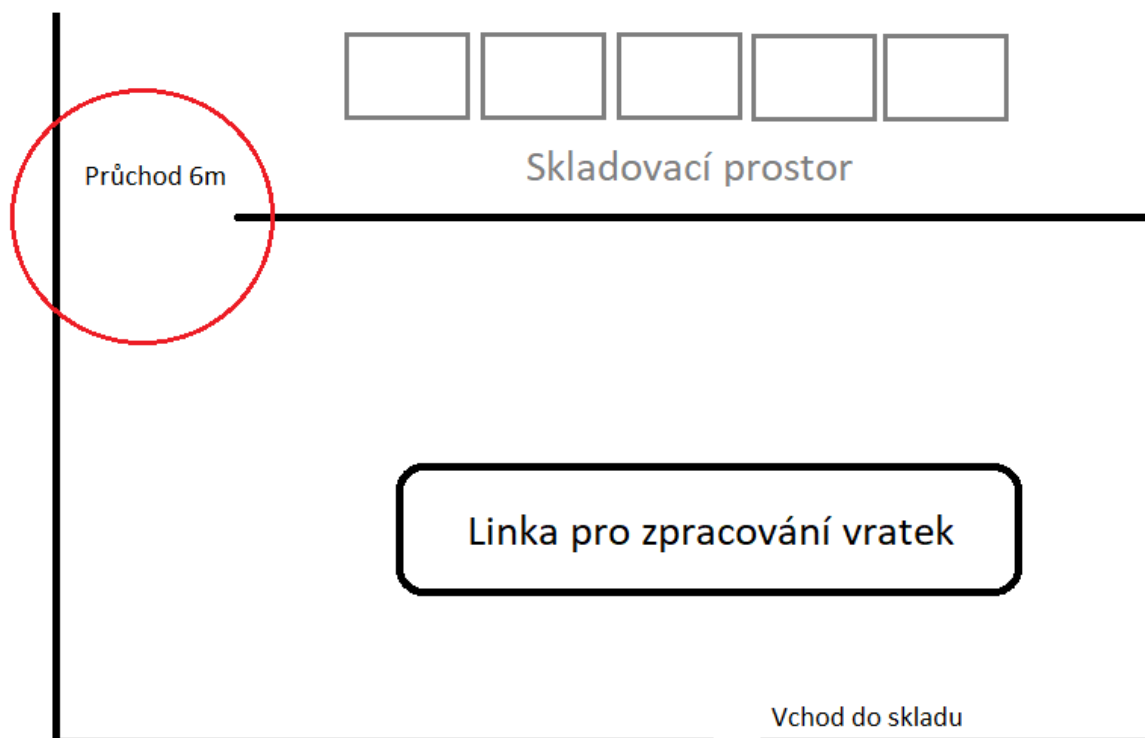 Průchod 6m
Skladovací prostor
Linka pro zpracování vratek
Vchod do skladu